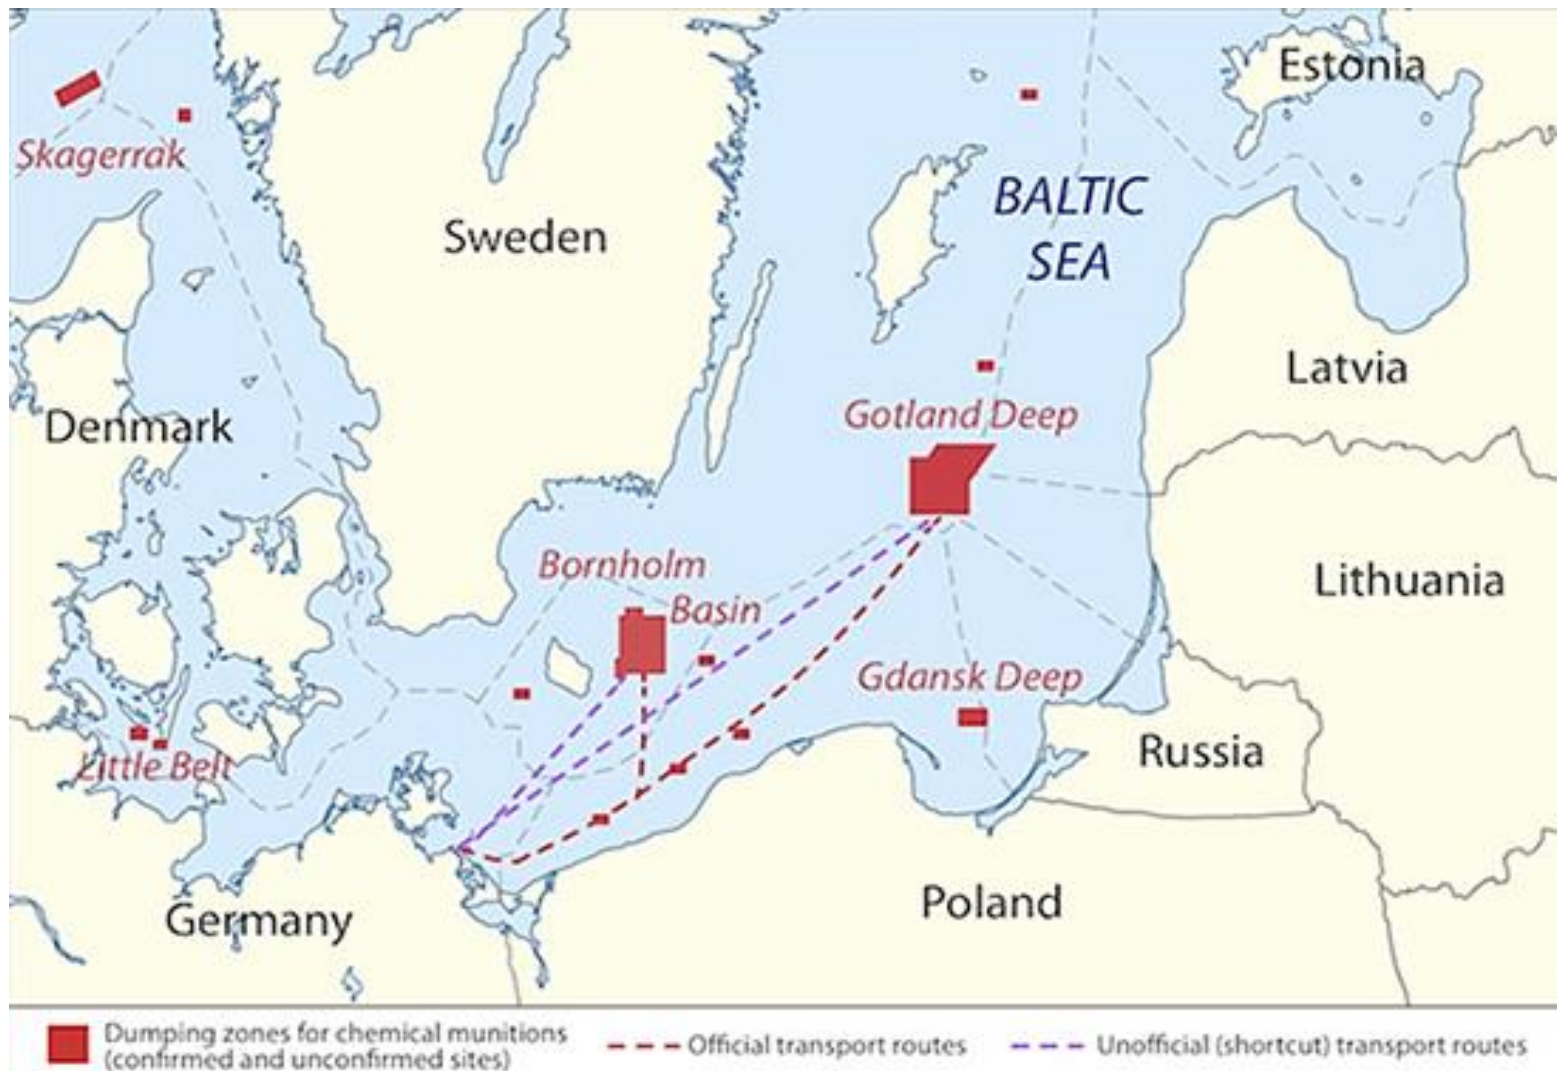 Estonia
Skagerrak
BALTIC
SEA
Sweden
Latvia
Gotland Deep
Denmark
Bornholm
Basin
Lithuania
Gdansk Deep
Little Belt
Russia
Poland
Germany
Dumping zones for chemical munitions
(confirmed and unconfirmed sites)
Official transport routes
Unofficial (shortcut) transport routes